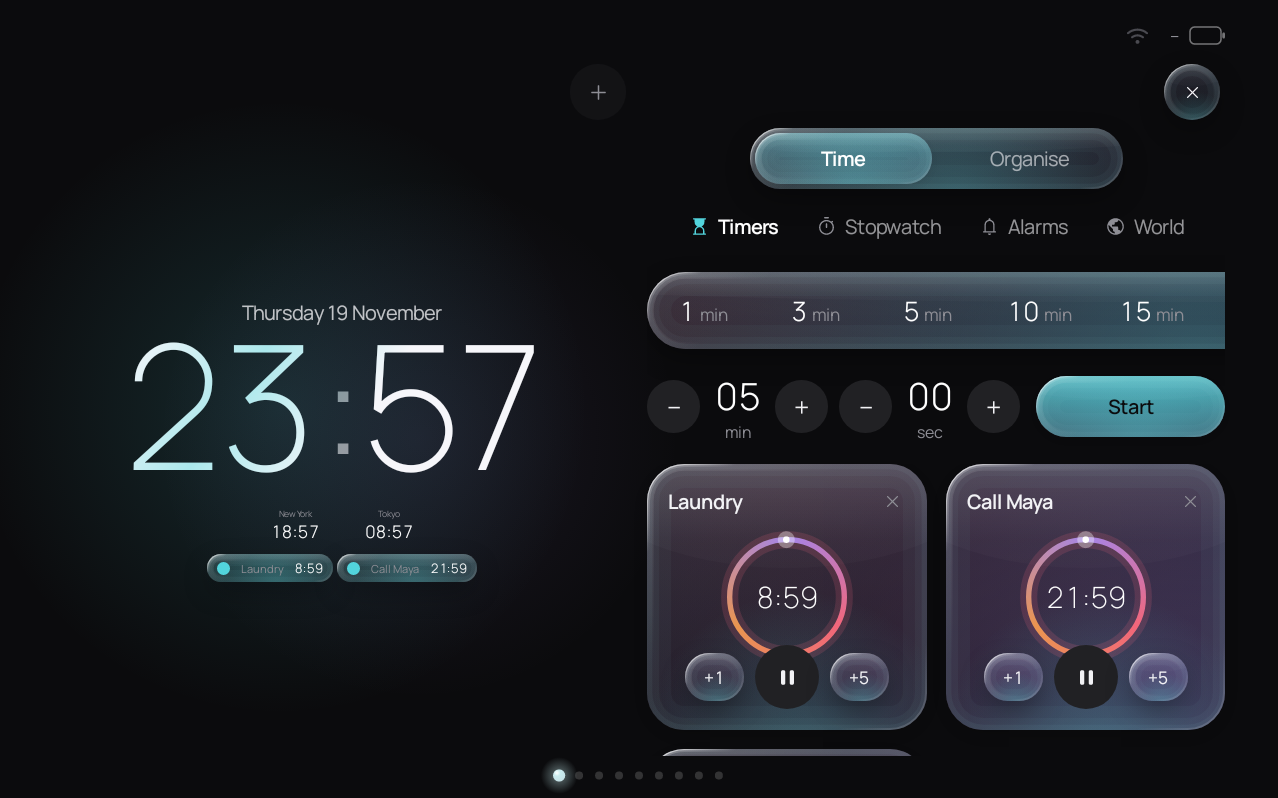 Time Organise
Timers Stopwatch Alarms World
1 min 3 min 5 min 10 min 15 min
Thursday 19 November
23:57
New York Tokyo
18:57 08:57
Laundry 8:59 Call Maya 21:59
− 05 + − 00 + Start
min sec
Laundry
8:59
+1 +5
Call Maya
21:59
+1 +5